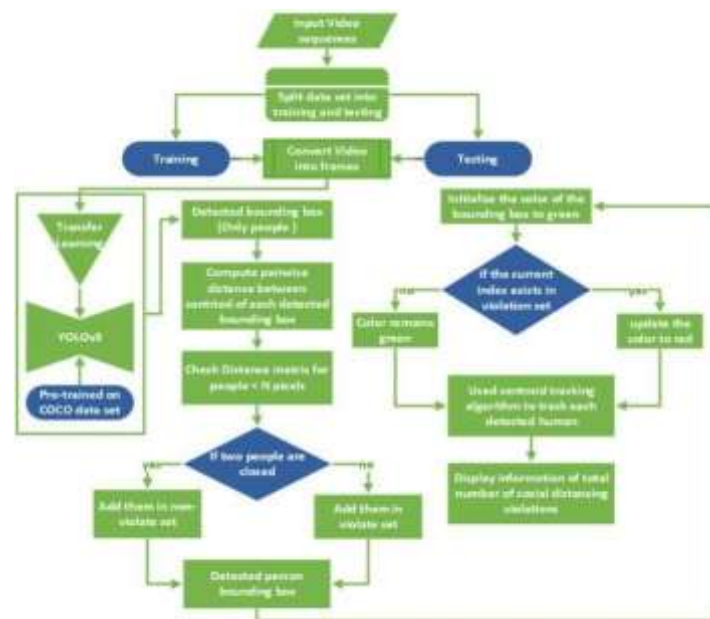 Input Video
sequences
Split data set into
training and testing
Training
Convert Video
into frames
Testing
Transfer
Learning
YOLOv3
Pre-trained on
COCO data set
Detected bounding box
(Only people )
Compute pairwise
distance between
centriod of each detected
bounding box
Check Distance matrix for
people < N pixels
If two people are
closed
yes
no
Add them in non-
violate set
Add them in
violate set
Detected person
bounding box
Initialize the color of the
bounding box to green
if the current
index exists in
violation set
no
yes
Color remains
green
update the
color to red
Used centroid tracking
algorithm to track each
detected human
Display information of total
number of social distancing
violations